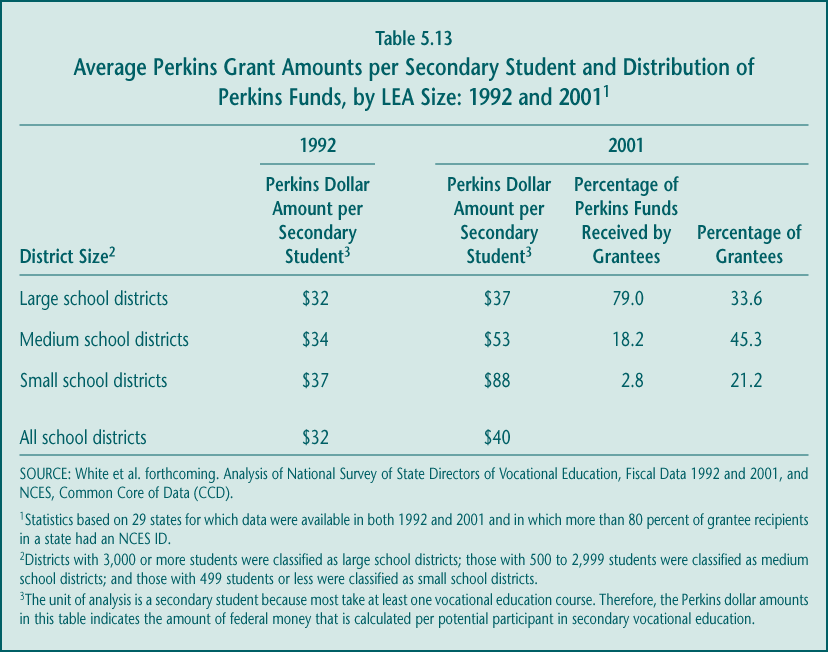 Table 5.13
Average Perkins Grant Amounts per Secondary Student and Distribution of
Perkins Funds, by LEA Size: 1992 and 2001¹
1992 2001
District Size² Perkins Dollar Amount per Secondary Student³ Perkins Dollar Amount per Secondary Student³ Percentage of Perkins Funds Received by Grantees Percentage of Grantees
Large school districts $32 $37 79.0 33.6
Medium school districts $34 $53 18.2 45.3
Small school districts $37 $88 2.8 21.2
All school districts $32 $40
SOURCE: White et al. forthcoming. Analysis of National Survey of State Directors of Vocational Education, Fiscal Data 1992 and 2001, and
NCES, Common Core of Data (CCD).
¹Statistics based on 29 states for which data were available in both 1992 and 2001 and in which more than 80 percent of grantee recipients
in a state had an NCES ID.
²Districts with 3,000 or more students were classified as large school districts; those with 500 to 2,999 students were classified as medium
school districts; and those with 499 students or less were classified as small school districts.
³The unit of analysis is a secondary student because most take at least one vocational education course. Therefore, the Perkins dollar amounts
in this table indicates the amount of federal money that is calculated per potential participant in secondary vocational education.